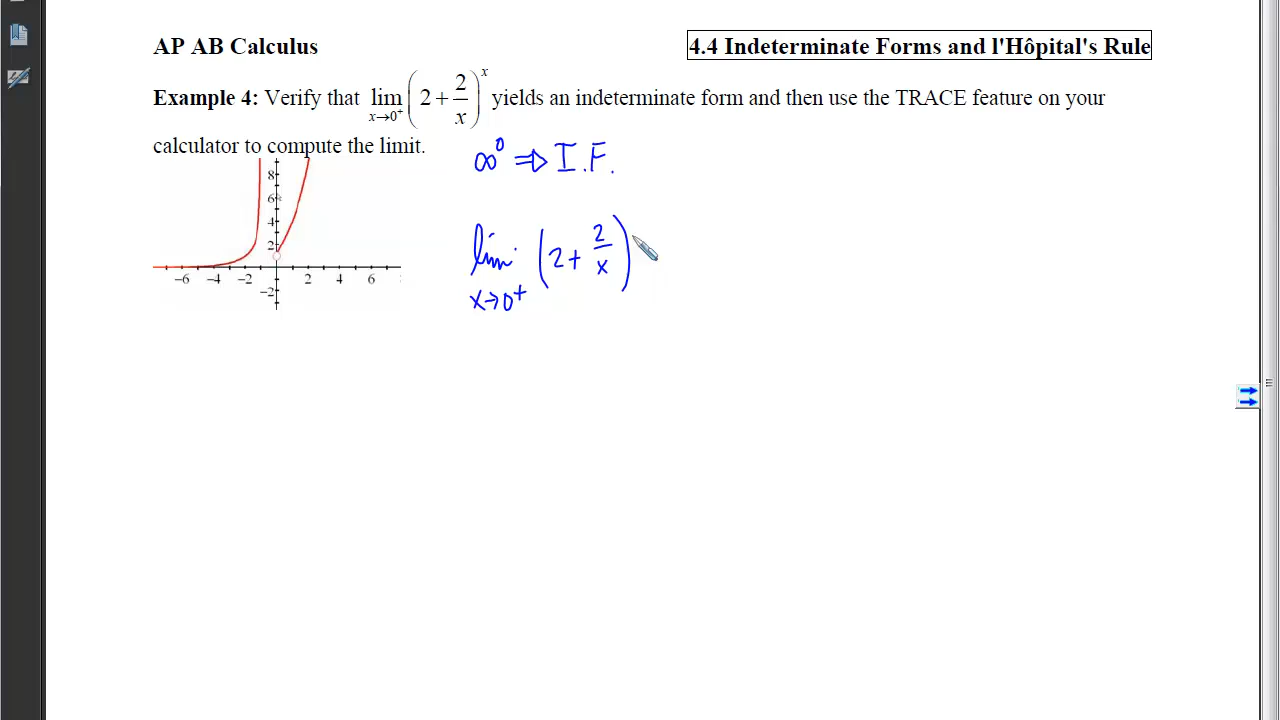 AP AB Calculus 4.4 Indeterminate Forms and l'Hôpital's Rule
Example 4: Verify that lim x→0⁺ (2 + 2/x)^x yields an indeterminate form and then use the TRACE feature on your
calculator to compute the limit.
∞⁰ ⇒ I.F.
8
6
4
2
−6 −4 −2 2 4 6
−2
lim x→0⁺ (2 + 2/x)